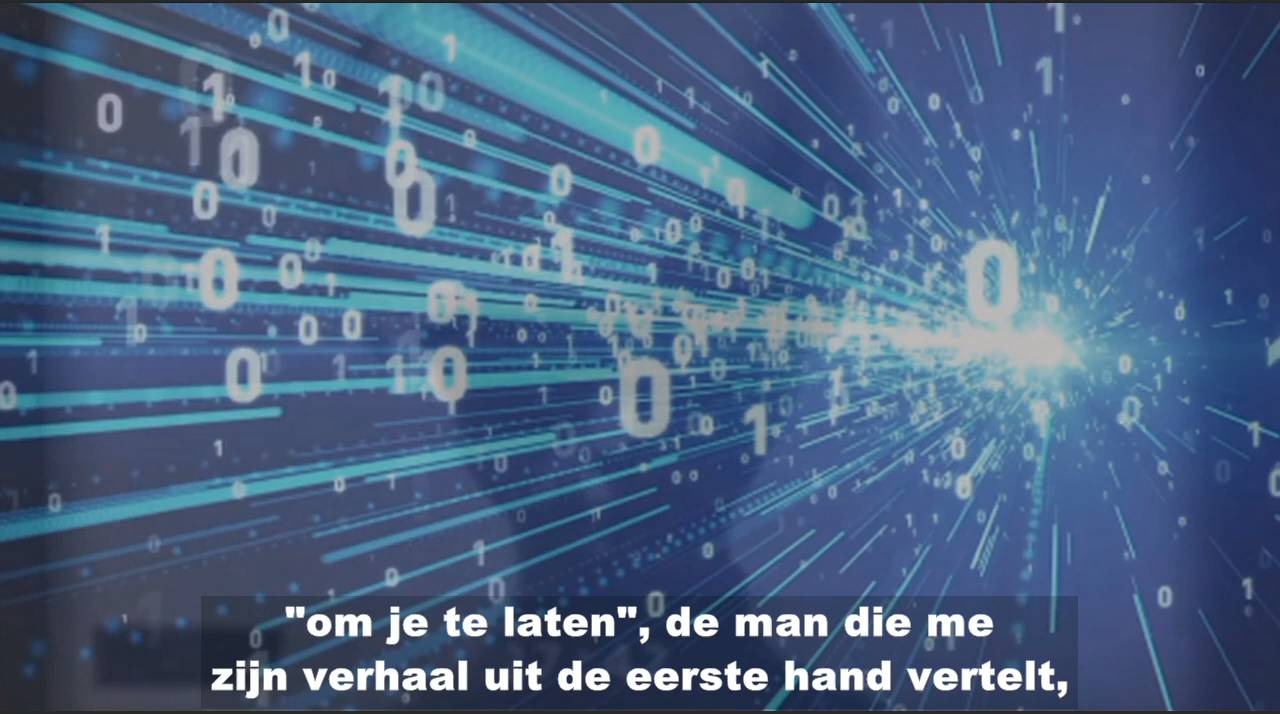 "om je te laten", de man die me
zijn verhaal uit de eerste hand vertelt,